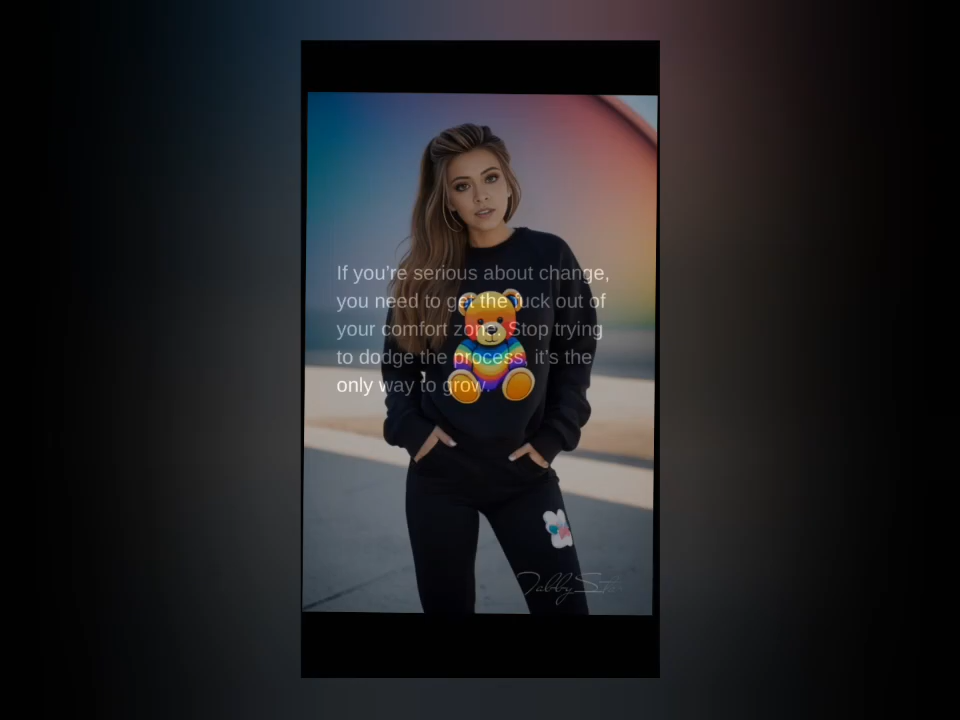 If you're serious about change,
you need to get the fuck out of
your comfort zone. Stop trying
to dodge the process, it's the
only way to grow.